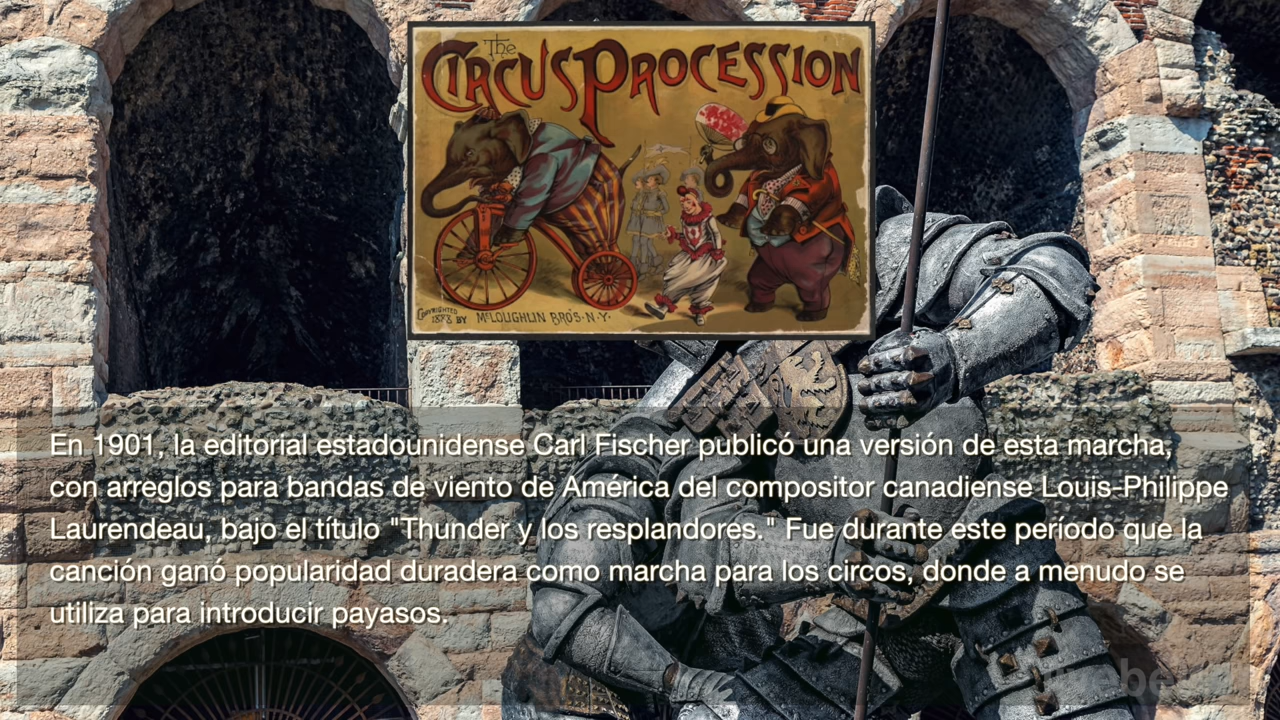 The
CIRCUS PROCESSION
COPYRIGHTED
1888 BY McLOUGHLIN BRO'S. N.Y.
En 1901, la editorial estadounidense Carl Fischer publicó una versión de esta marcha,
con arreglos para bandas de viento de América del compositor canadiense Louis-Philippe
Laurendeau, bajo el título "Thunder y los resplandores." Fue durante este período que la
canción ganó popularidad duradera como marcha para los circos, donde a menudo se
utiliza para introducir payasos.